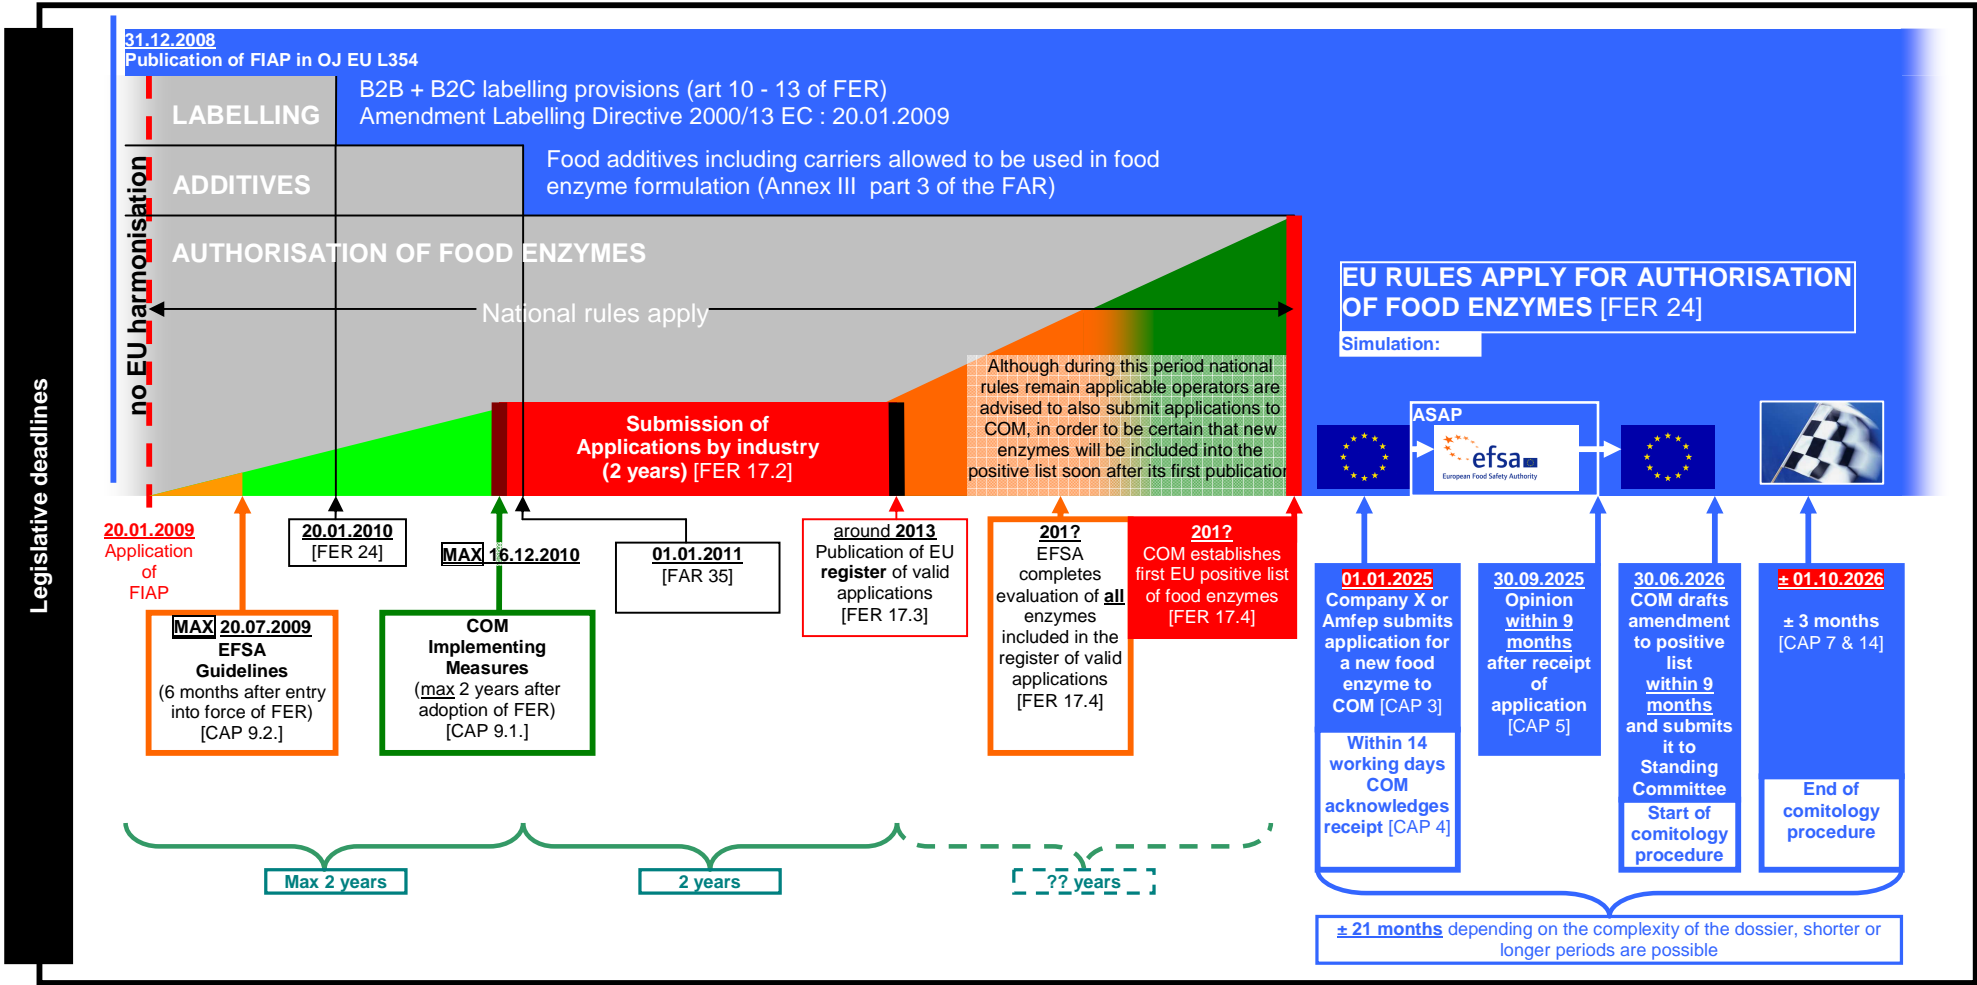 Legislative deadlines
31.12.2008
Publication of FIAP in OJ EU L354
LABELLING
B2B + B2C labelling provisions (art 10 - 13 of FER)
Amendment Labelling Directive 2000/13 EC : 20.01.2009
no EU harmonisation
ADDITIVES
Food additives including carriers allowed to be used in food
enzyme formulation (Annex III  part 3 of the FAR)
AUTHORISATION OF FOOD ENZYMES
National rules apply
EU RULES APPLY FOR AUTHORISATION
OF FOOD ENZYMES [FER 24]
Simulation:
Submission of
Applications by industry
(2 years) [FER 17.2]
Although during this period national
rules remain applicable operators are
advised to also submit applications to
COM, in order to be certain that new
enzymes will be included into the
positive list soon after its first publication
ASAP
efsa
European Food Safety Authority
20.01.2009
Application
of
FIAP
MAX 20.07.2009
EFSA
Guidelines
(6 months after entry
into force of FER)
[CAP 9.2.]
20.01.2010
[FER 24]
MAX 16.12.2010
COM
Implementing
Measures
(max 2 years after
adoption of FER)
[CAP 9.1.]
01.01.2011
[FAR 35]
around 2013
Publication of EU
register of valid
applications
[FER 17.3]
201?
EFSA
completes
evaluation of all
enzymes
included in the
register of valid
applications
[FER 17.4]
201?
COM establishes
first EU positive list
of food enzymes
[FER 17.4]
01.01.2025
Company X or
Amfep submits
application for
a new food
enzyme to
COM [CAP 3]
Within 14
working days
COM
acknowledges
receipt [CAP 4]
30.09.2025
Opinion
within 9
months
after receipt
of
application
[CAP 5]
30.06.2026
COM drafts
amendment
to positive
list
within 9
months
and submits
it to
Standing
Committee
Start of
comitology
procedure
± 01.10.2026
± 3 months
[CAP 7 & 14]
End of
comitology
procedure
Max 2 years
2 years
?? years
± 21 months depending on the complexity of the dossier, shorter or
longer periods are possible